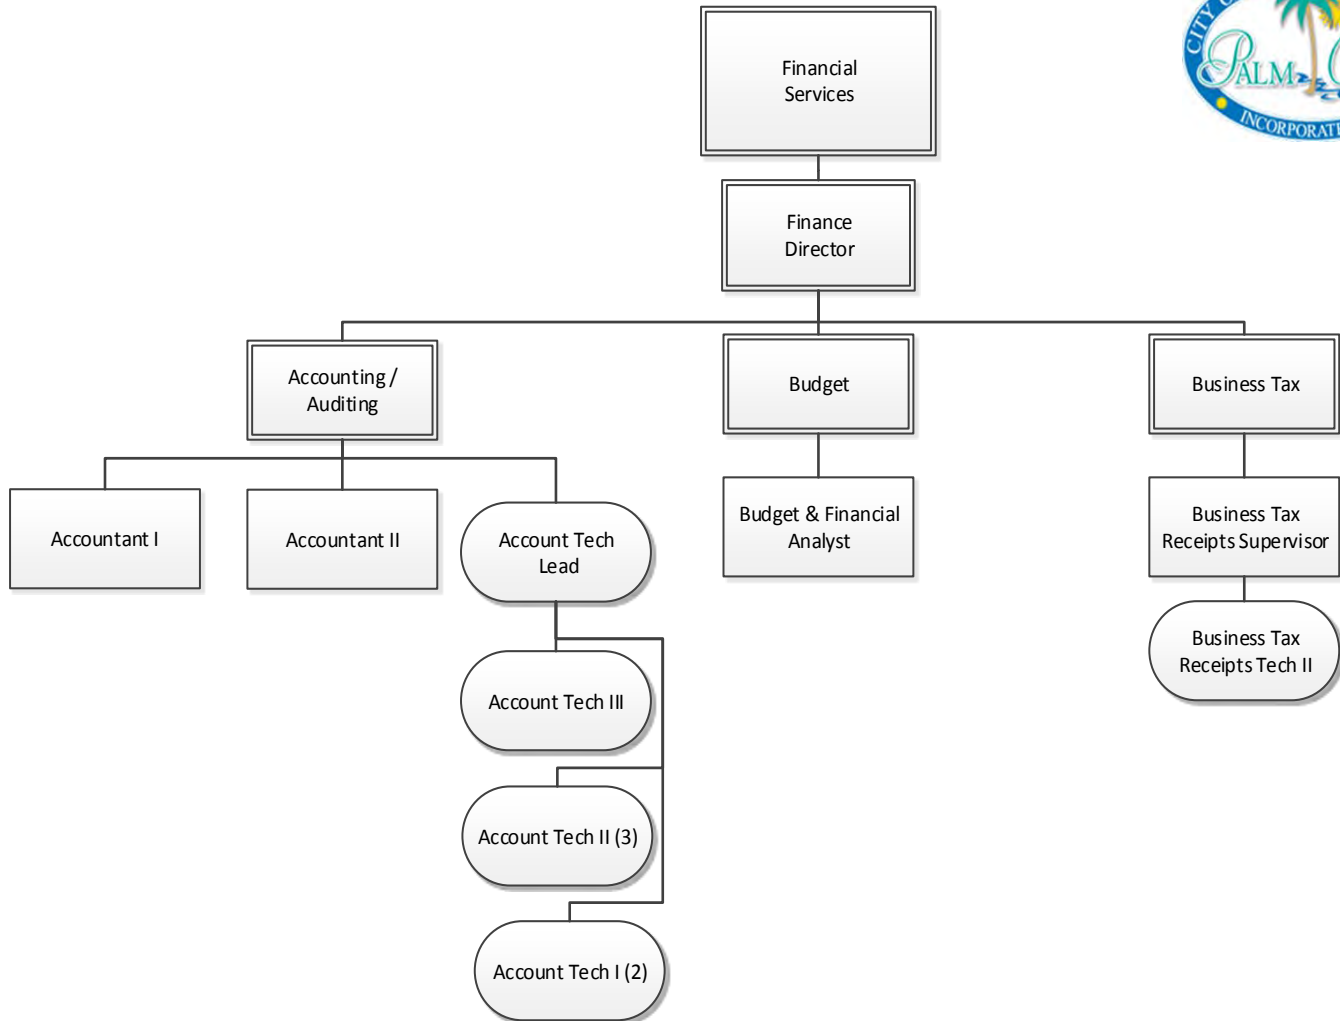 CITY O
PALM
INCORPORATE
Financial
Services
Finance
Director
Accounting /
Auditing
Budget
Business Tax
Accountant I
Accountant II
Account Tech
Lead
Budget & Financial
Analyst
Business Tax
Receipts Supervisor
Business Tax
Receipts Tech II
Account Tech III
Account Tech II (3)
Account Tech I (2)